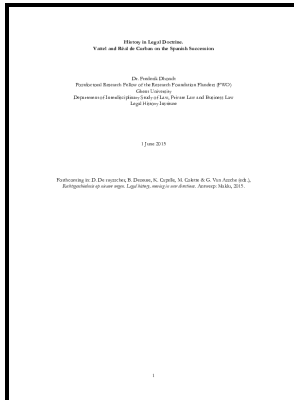 History in Legal Doctrine.
Vattel and Réal de Curban on the Spanish Succession
Dr. Frederik Dhondt
Postdoctoral Research Fellow of the Research Foundation Flanders (FWO)
Ghent University
Department of Interdisciplinary Study of Law, Private Law and Business Law
Legal History Institute
1 June 2015
Forthcoming in: D. De ruysscher, B. Deseure, K. Capelle, M. Colette & G. Van Assche (eds.),
Rechtsgeschiedenis op nieuwe wegen. Legal history, moving in new directions. Antwerp: Maklu, 2015.
1